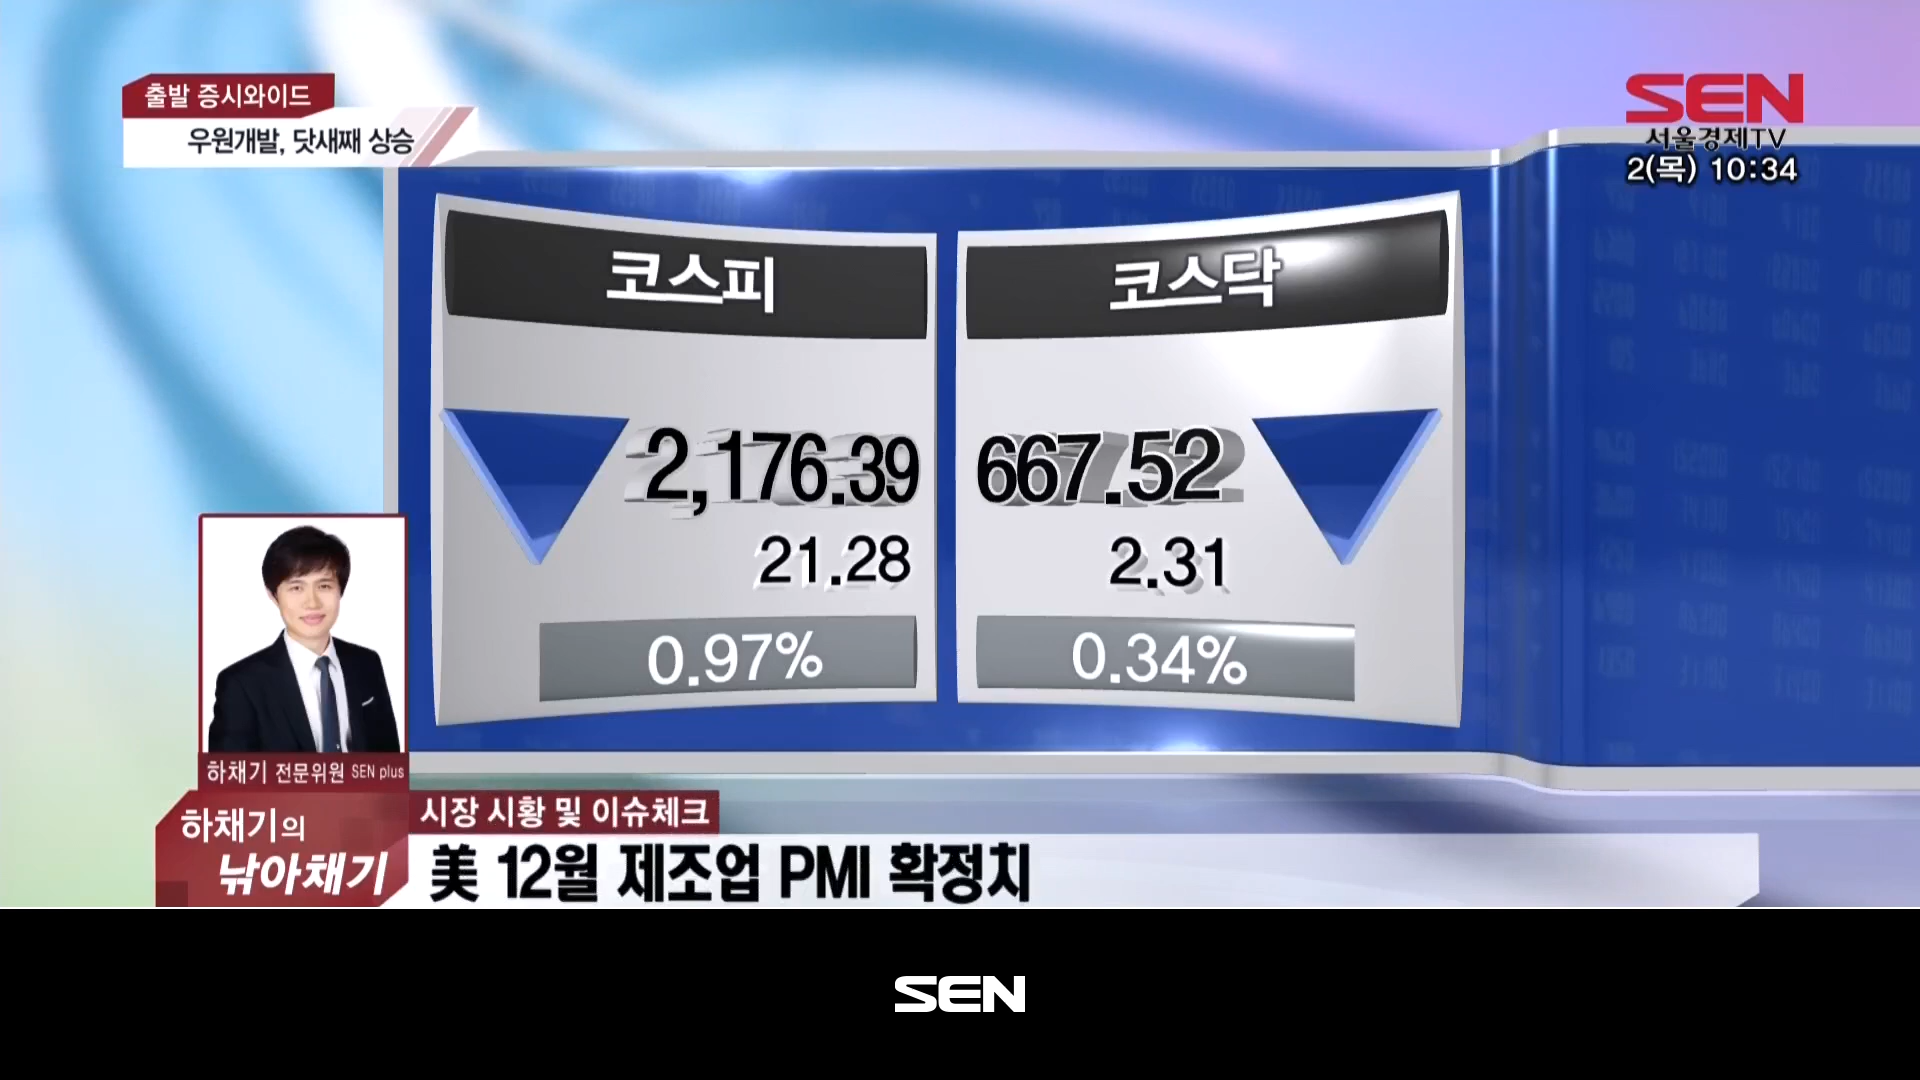 출발 증시와이드
우원개발, 닷새째 상승
SEN
서울경제TV
2(목) 10:34
코스피
2,176.39
21.28
0.97%
코스닥
667.52
2.31
0.34%
하채기 전문위원 SEN plus
하채기의
낚아채기
시장 시황 및 이슈체크
美 12월 제조업 PMI 확정치
SEN